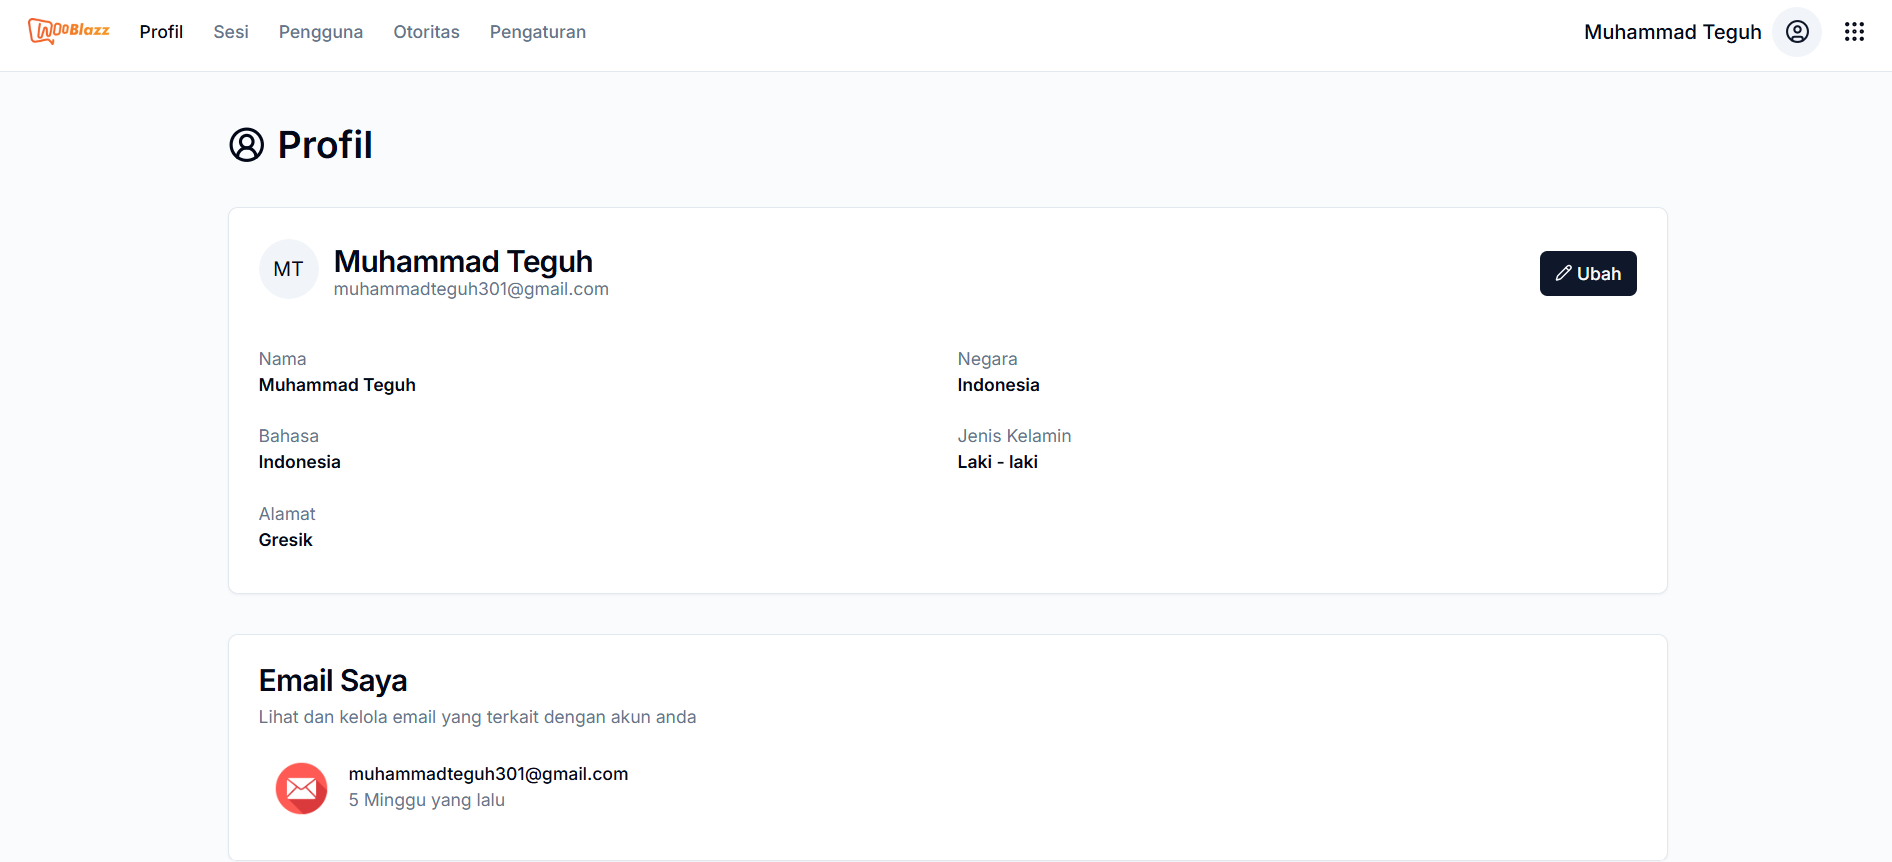 WOOBlazz
Profil
Sesi
Pengguna
Otoritas
Pengaturan
Muhammad Teguh
Profil
MT
Muhammad Teguh
muhammadteguh301@gmail.com
Ubah
Nama
Muhammad Teguh
Negara
Indonesia
Bahasa
Indonesia
Jenis Kelamin
Laki - laki
Alamat
Gresik
Email Saya
Lihat dan kelola email yang terkait dengan akun anda
muhammadteguh301@gmail.com
5 Minggu yang lalu